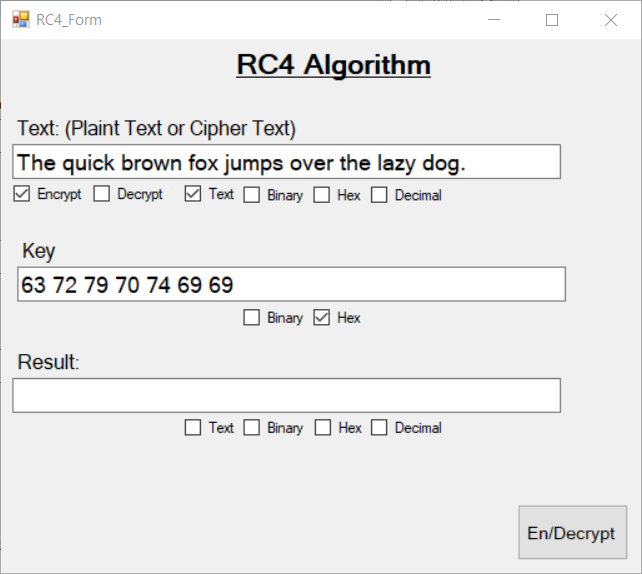 RC4_Form
RC4 Algorithm
Text: (Plaint Text or Cipher Text)
The quick brown fox jumps over the lazy dog.
Encrypt Decrypt Text Binary Hex Decimal
Key
63 72 79 70 74 69 69
Binary Hex
Result:
Text Binary Hex Decimal
En/Decrypt